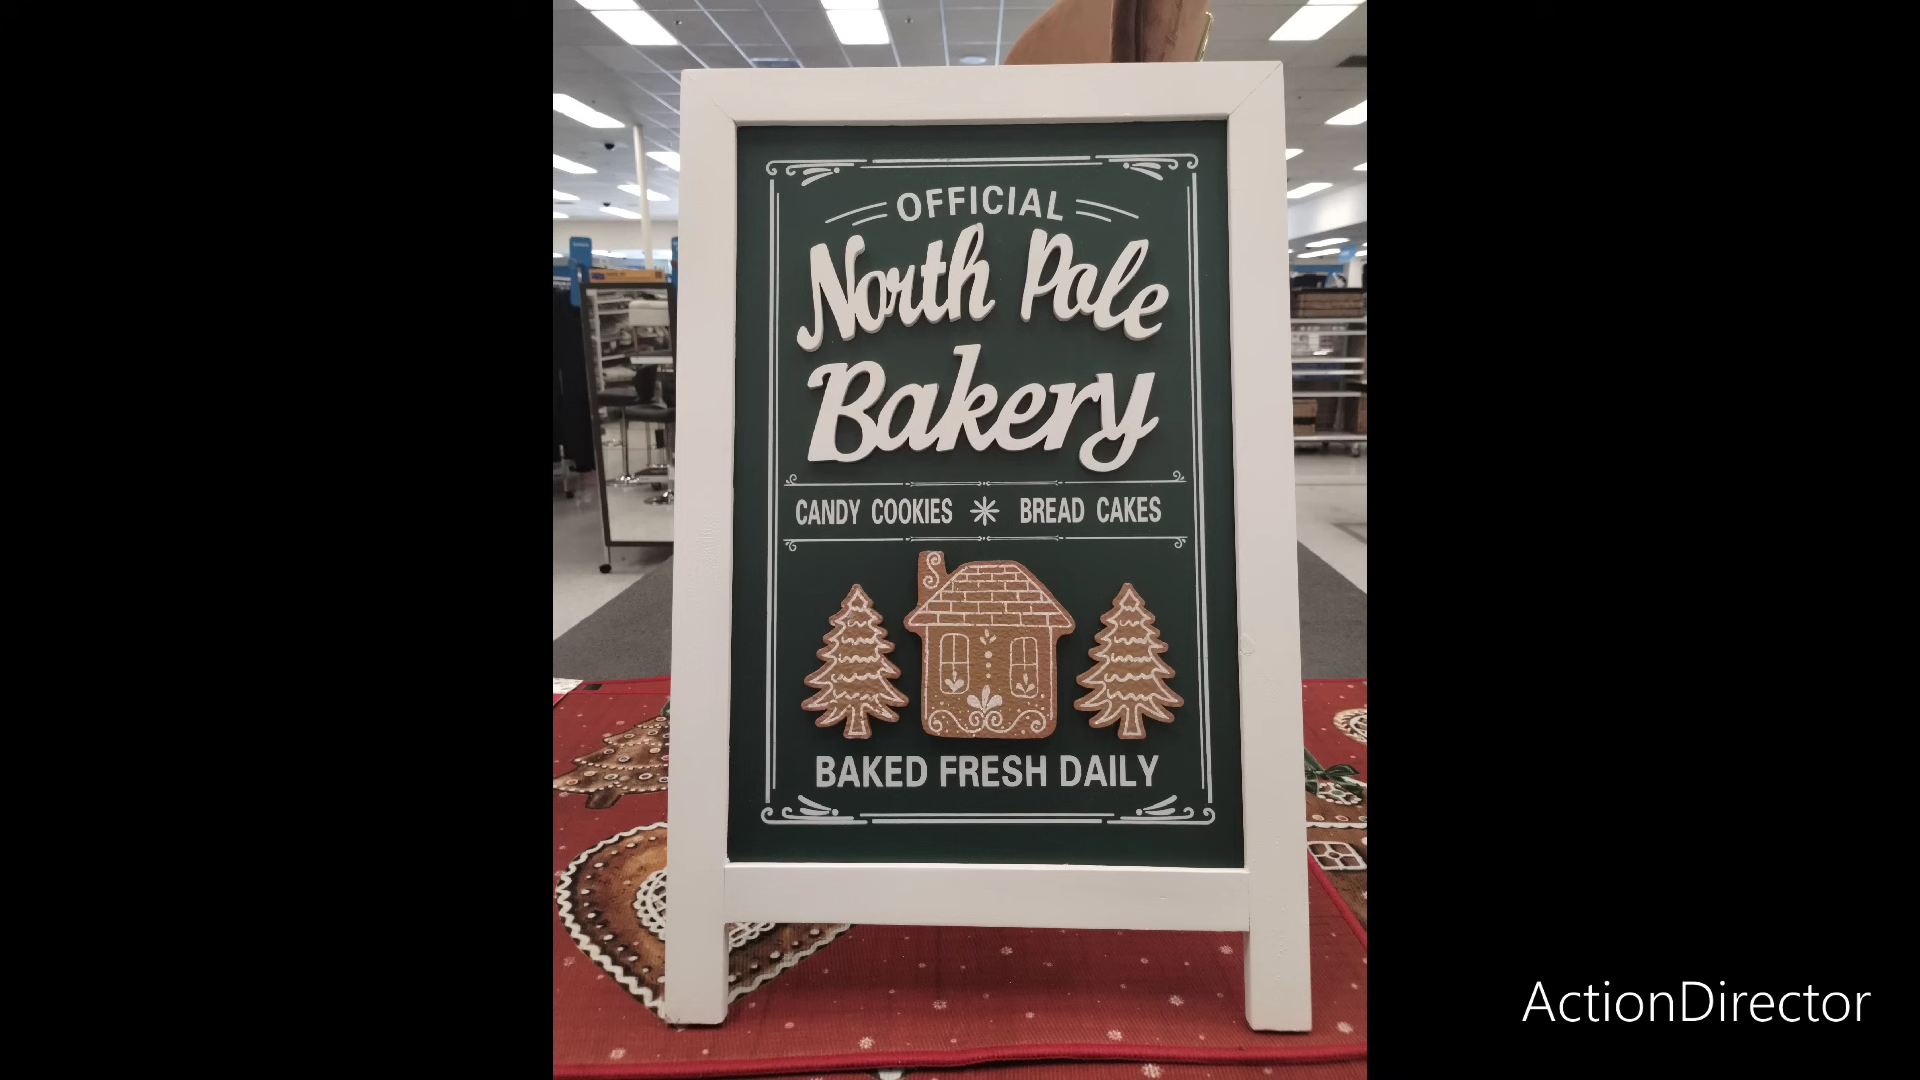 OFFICIAL
North Pole
Bakery
CANDY COOKIES * BREAD CAKES
BAKED FRESH DAILY
ActionDirector